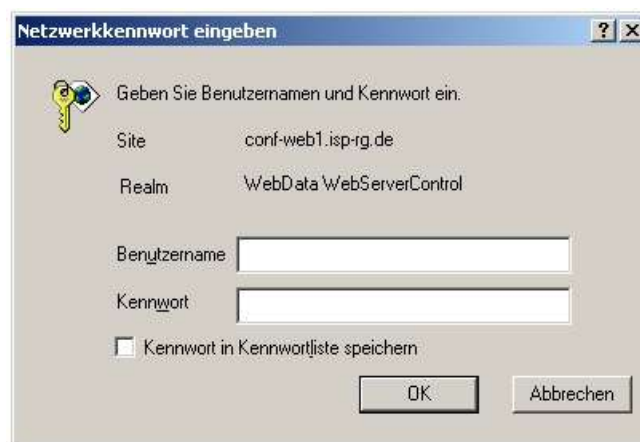 Netzwerkkennwort eingeben
Geben Sie Benutzernamen und Kennwort ein.
Site conf-web1.isp-rg.de
Realm WebData WebServerControl
Benutzername
Kennwort
Kennwort in Kennwortliste speichern
OK Abbrechen